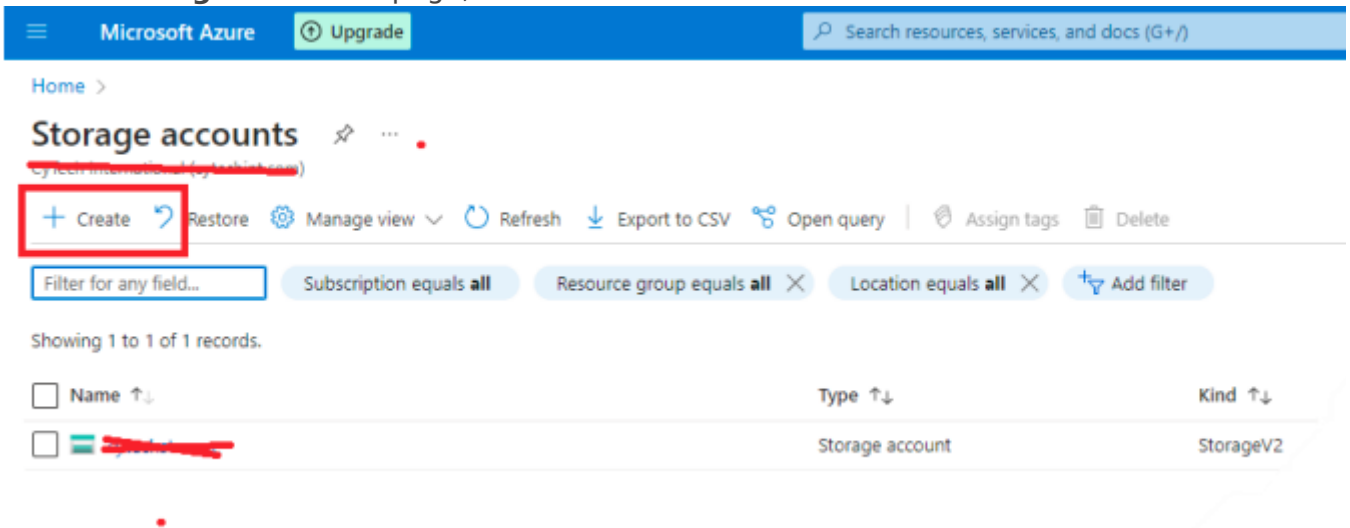 Microsoft Azure Upgrade Search resources, services, and docs (G+/)
Home >
Storage accounts ...
+ Create Restore Manage view Refresh Export to CSV Open query Assign tags Delete
Filter for any field... Subscription equals all Resource group equals all Location equals all Add filter
Showing 1 to 1 of 1 records.
Name Type Kind
Storage account StorageV2